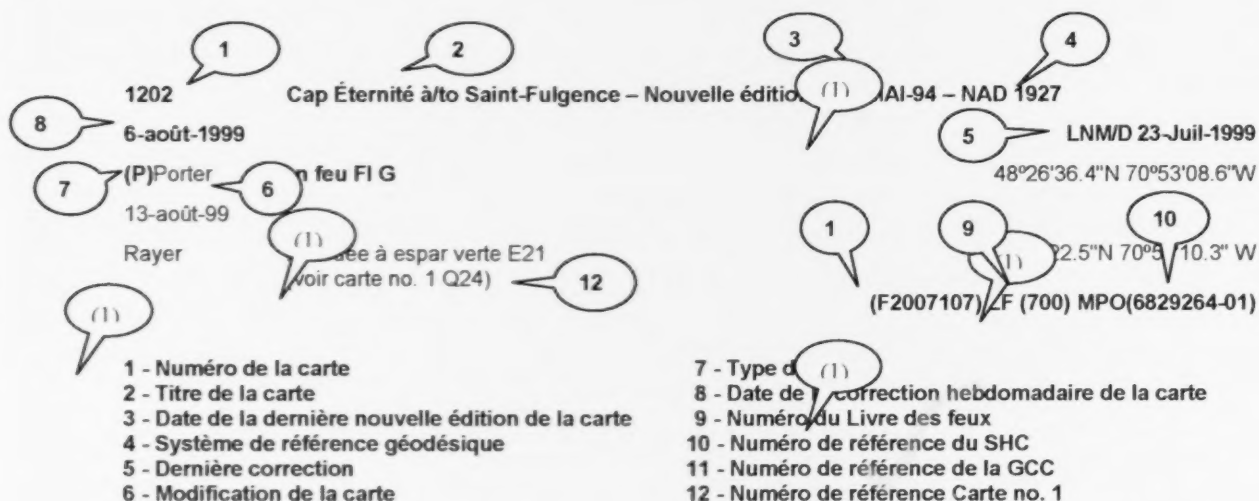 1 2 3 4
1202 Cap Éternité à/to Saint-Fulgence – Nouvelle éditio (1) AI-94 – NAD 1927
8 6-août-1999 5 LNM/D 23-Juil-1999
7 (P)Porter 6 n feu Fl G 48º26'36.4"N 70º53'08.6"W
13-août-99 1 9 10
Rayer (1) à espar verte E21 (1) 22.5"N 10.3" W
voir carte no. 1 Q24) 12
(F2007107) LF (700) MPO(6829264-01)
(1)
1 - Numéro de la carte
2 - Titre de la carte
3 - Date de la dernière nouvelle édition de la carte
4 - Système de référence géodésique
5 - Dernière correction
6 - Modification de la carte
7 - Type d (1)
8 - Date de correction hebdomadaire de la carte
9 - Numéro du Livre des feux
10 - Numéro de référence du SHC
11 - Numéro de référence de la GCC
12 - Numéro de référence Carte no. 1